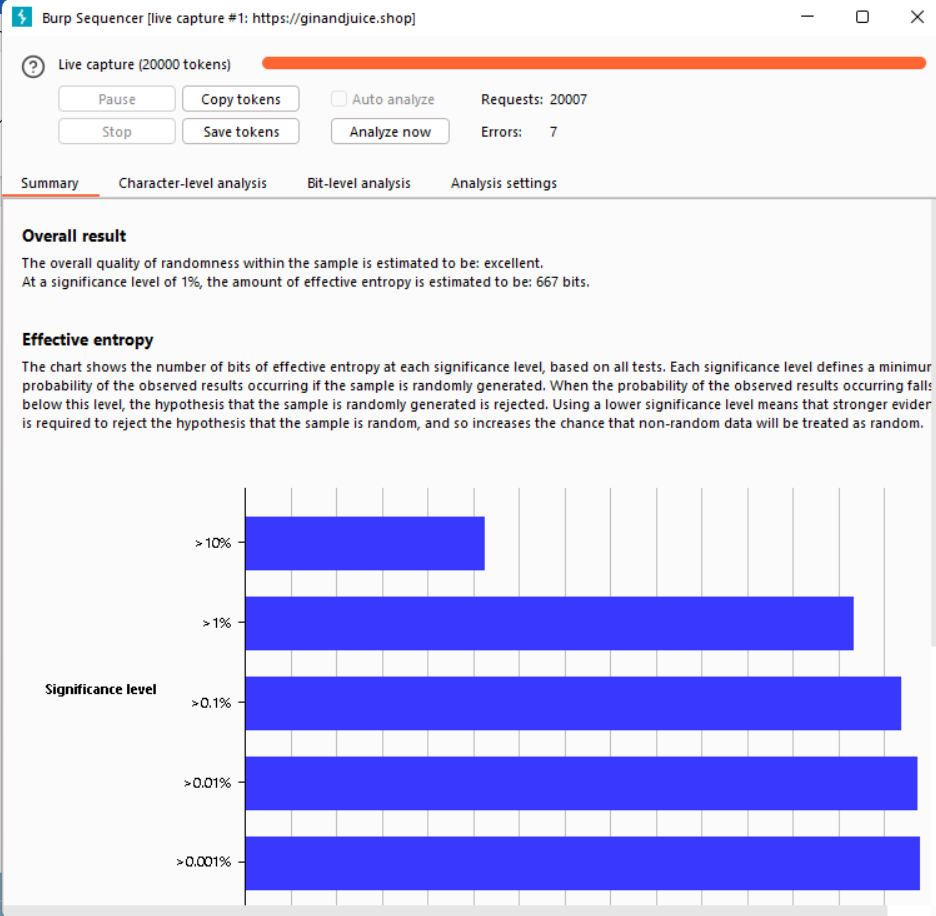 Burp Sequencer [live capture #1: https://ginandjuice.shop]
Live capture (20000 tokens)
Pause Copy tokens Auto analyze Requests: 20007
Stop Save tokens Analyze now Errors: 7
Summary Character-level analysis Bit-level analysis Analysis settings
Overall result
The overall quality of randomness within the sample is estimated to be: excellent.
At a significance level of 1%, the amount of effective entropy is estimated to be: 667 bits.
Effective entropy
The chart shows the number of bits of effective entropy at each significance level, based on all tests. Each significance level defines a
probability of the observed results occurring if the sample is randomly generated. When the probability of the observed results occurring falls
below this level, the hypothesis that the sample is randomly generated is rejected. Using a lower significance level means that stronger
is required to reject the hypothesis that the sample is random, and so increases the chance that non-random data will be treated as random.
>10%
>1%
Significance level
>0.1%
>0.01%
>0.001%